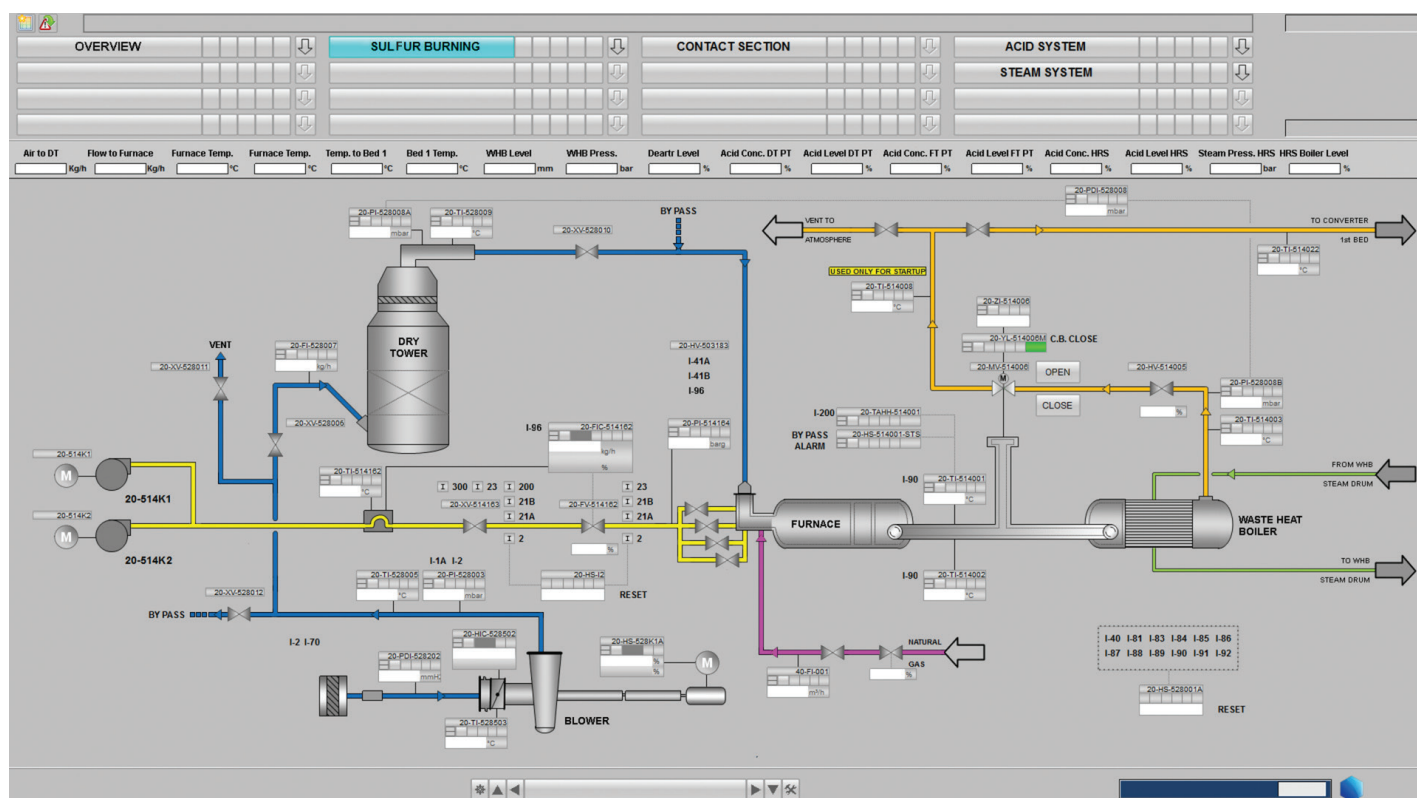 OVERVIEW
SULFUR BURNING
CONTACT SECTION
ACID SYSTEM
STEAM SYSTEM
Air to DT Flow to Furnace Furnace Temp. Furnace Temp. Temp. to Bed 1 Bed 1 Temp. WHB Level WHB Press. Deartr Level Acid Conc. DT PT Acid Level DT PT Acid Conc. FT PT Acid Level FT PT Acid Conc. HRS Acid Level HRS Steam Press. HRS HRS Boiler Level
Kg/h Kg/h °C °C °C °C mm bar % % % % % % % bar %
20-PDI-528008
mbar
20-PI-528008A
mbar
20-TI-528009
°C
BY PASS
20-XV-528010
VENT TO
ATMOSPHERE
TO CONVERTER
1st BED
20-TI-514022
°C
USED ONLY FOR STARTUP
20-TI-514008
°C
20-ZI-514006
20-YL-514006M
C.B. CLOSE
20-MV-514006
M
OPEN
CLOSE
20-HV-514005
%
20-PI-528008B
mbar
20-TI-514003
°C
DRY
TOWER
VENT
20-XV-528011
20-FI-528007
kg/h
20-XV-528006
20-HV-503183
I-41A
I-41B
I-96
I-96
20-FIC-514162
kg/h
%
20-PI-514164
barg
I-200
20-TAHH-514001
BY PASS
ALARM
20-HS-514001-STS
20-514K1
M
20-514K1
20-514K2
M
20-514K2
20-TI-514162
°C
I 300 I 23 I 200
I 21B
I 21A
I 2
20-XV-514163
20-FV-514162
%
I 23
I 21B
I 21A
I 2
20-HS-I2
RESET
I-90
20-TI-514001
°C
FURNACE
I-90
20-TI-514002
°C
FROM WHB
STEAM DRUM
WASTE HEAT
BOILER
TO WHB
STEAM DRUM
I-1A I-2
20-TI-528005
°C
20-PI-528003
mbar
20-XV-528012
BY PASS
I-2 I-70
20-HIC-528502
20-HS-528K1A
%
%
M
20-PDI-528202
20-TI-528503
°C
BLOWER
NATURAL
GAS
40-FI-001
m³/h
%
I-40 I-81 I-83 I-84 I-85 I-86
I-87 I-88 I-89 I-90 I-91 I-92
20-HS-528001A
RESET